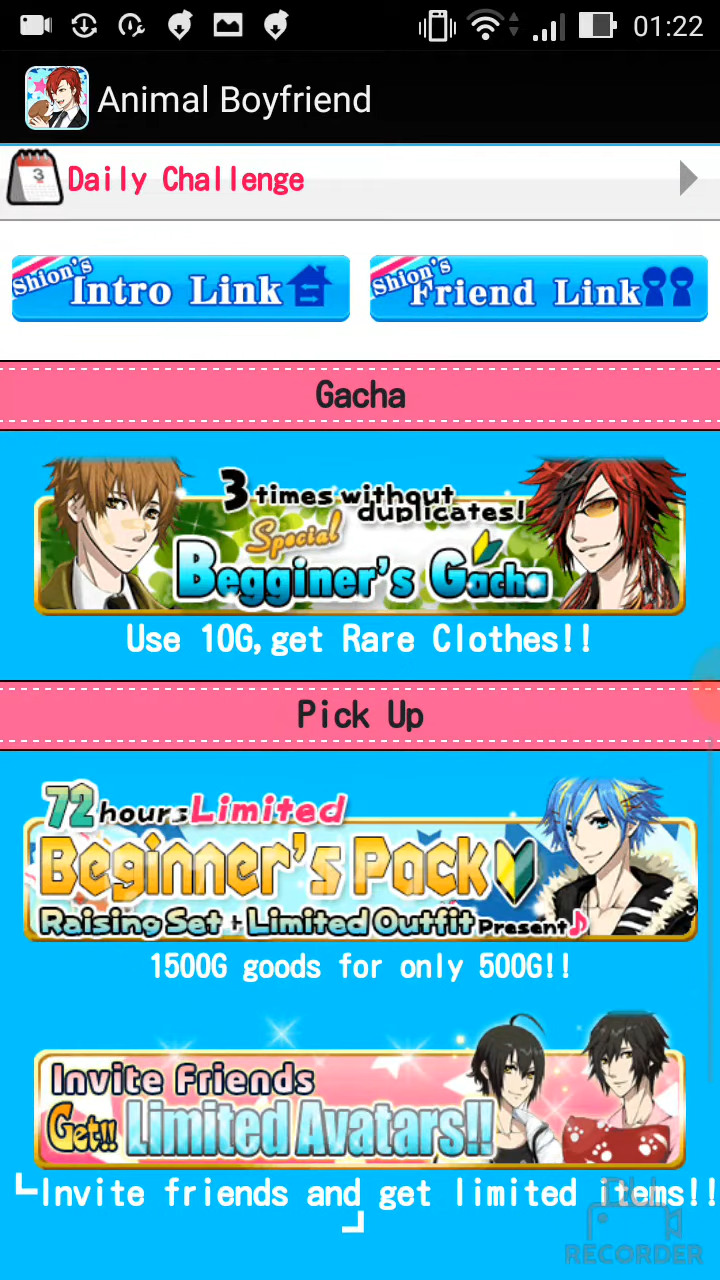 01:22
Animal Boyfriend
3
Daily Challenge
Shion's Intro Link
Shion's Friend Link
Gacha
3 times without duplicates!
Special
Begginer's Gacha
Use 10G,get Rare Clothes!!
Pick Up
72hours Limited
Beginner's Pack
Raising Set + Limited Outfit Present♪
1500G goods for only 500G!!
Invite Friends
Get!! Limited Avatars!!
┗Invite friends and get limited items!!
┛
DU
RECORDER